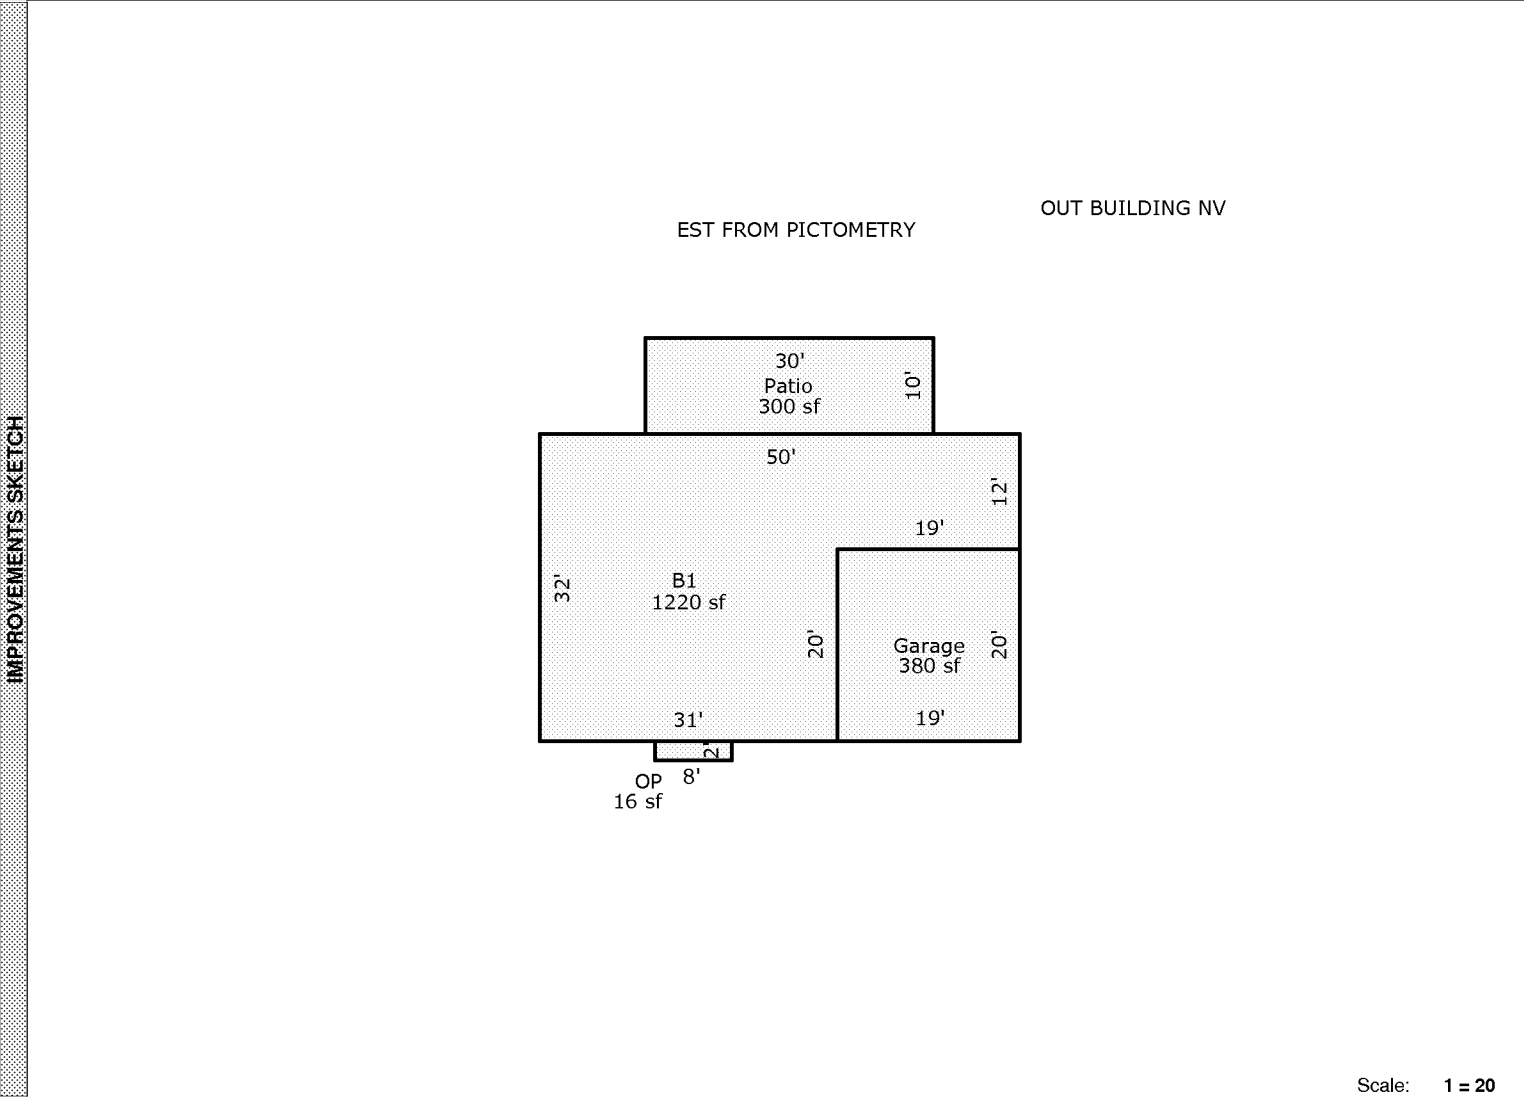 IMPROVEMENTS SKETCH
OUT BUILDING NV
EST FROM PICTOMETRY
30'
Patio
300 sf
10'
50'
12'
19'
32'
B1
1220 sf
20'
Garage
380 sf
20'
31'
19'
2'
8'
OP
16 sf
Scale: 1 = 20